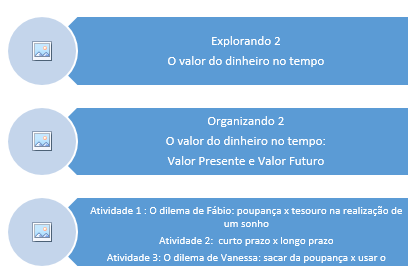 Explorando 2
O valor do dinheiro no tempo
Organizando 2
O valor do dinheiro no tempo:
Valor Presente e Valor Futuro
Atividade 1 : O dilema de Fábio: poupança x tesouro na realização de
um sonho
Atividade 2: curto prazo x longo prazo
Atividade 3: O dilema de Vanessa: sacar da poupança x usar o